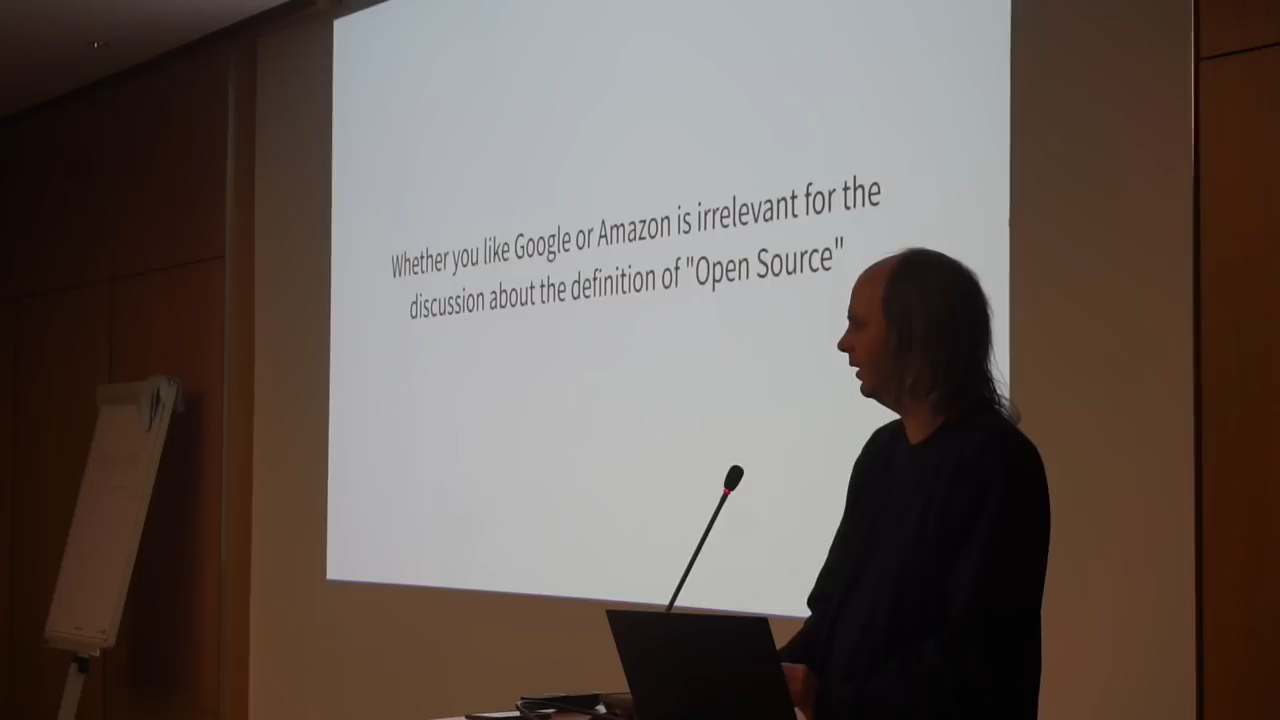 Whether you like Google or Amazon is irrelevant for the
discussion about the definition of "Open Source"